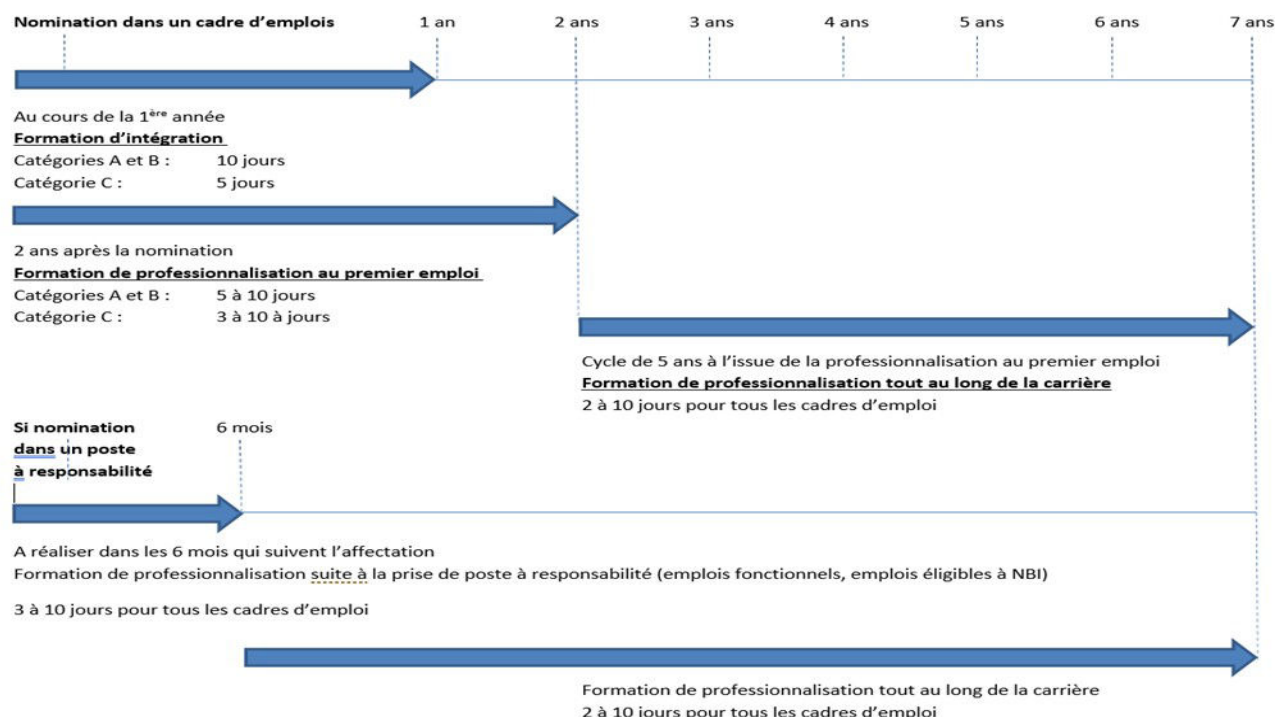 Nomination dans un cadre d'emplois 1 an 2 ans 3 ans 4 ans 5 ans 6 ans 7 ans
Au cours de la 1ère année
Formation d'intégration
Catégories A et B : 10 jours
Catégorie C : 5 jours
2 ans après la nomination
Formation de professionnalisation au premier emploi
Catégories A et B : 5 à 10 jours
Catégorie C : 3 à 10 à jours
Cycle de 5 ans à l'issue de la professionnalisation au premier emploi
Formation de professionnalisation tout au long de la carrière
2 à 10 jours pour tous les cadres d'emploi
Si nomination 6 mois
dans un poste
à responsabilité
A réaliser dans les 6 mois qui suivent l'affectation
Formation de professionnalisation suite à la prise de poste à responsabilité (emplois fonctionnels, emplois éligibles à NBI)
3 à 10 jours pour tous les cadres d'emploi
Formation de professionnalisation tout au long de la carrière
2 à 10 jours pour tous les cadres d'emploi